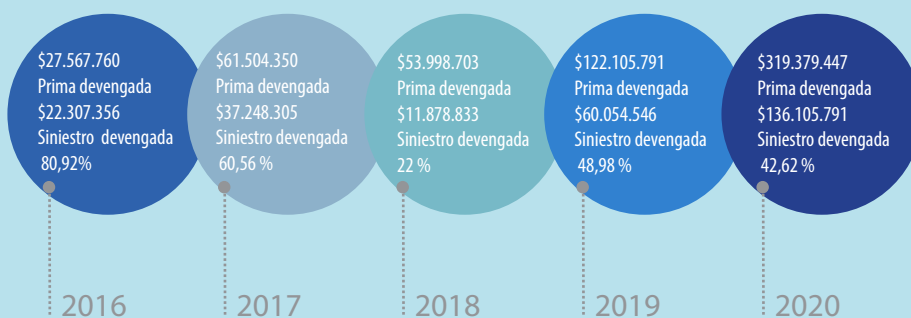 $27.567.760
Prima devengada
$22.307.356
Siniestro devengada
80,92%
$61.504.350
Prima devengada
$37.248.305
Siniestro devengada
60,56 %
$53.998.703
Prima devengada
$11.878.833
Siniestro devengada
22 %
$122.105.791
Prima devengada
$60.054.546
Siniestro devengada
48,98 %
$319.379.447
Prima devengada
$136.105.791
Siniestro devengada
42,62 %
2016
2017
2018
2019
2020